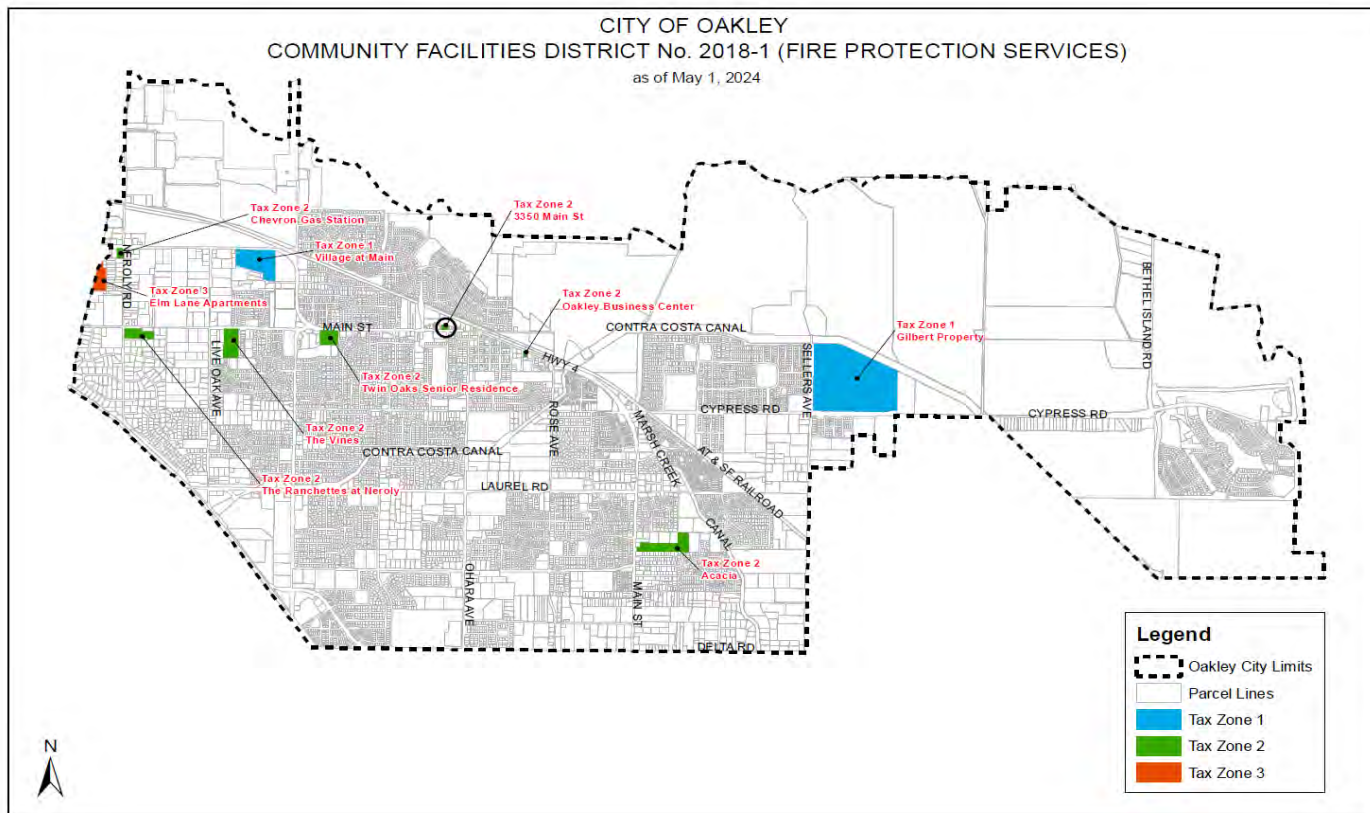 CITY OF OAKLEY
COMMUNITY FACILITIES DISTRICT No. 2018-1 (FIRE PROTECTION SERVICES)
as of May 1, 2024
Tax Zone 2
Chevron Gas Station
Tax Zone 2
3350 Main St
Tax Zone 1
Village at Main
NEROLY RD
Tax Zone 3
Elm Lane Apartments
Tax Zone 2
Oakley Business Center
BETHEL ISLAND RD
MAIN ST
CONTRA COSTA CANAL
Tax Zone 1
Gilbert Property
LIVE OAK AVE
HWY 4
SELLERS AVE
Tax Zone 2
Twin Oaks Senior Residence
ROSE AVE
CYPRESS RD
CYPRESS RD
Tax Zone 2
The Vines
MARSH CREEK
CONTRA COSTA CANAL
AT & SF RAILROAD
Tax Zone 2
The Ranchettes at Neroly
LAUREL RD
CANAL
Tax Zone 2
Acacia
OHARA AVE
MAIN ST
DELTA RD
Legend
Oakley City Limits
Parcel Lines
Tax Zone 1
Tax Zone 2
Tax Zone 3
N